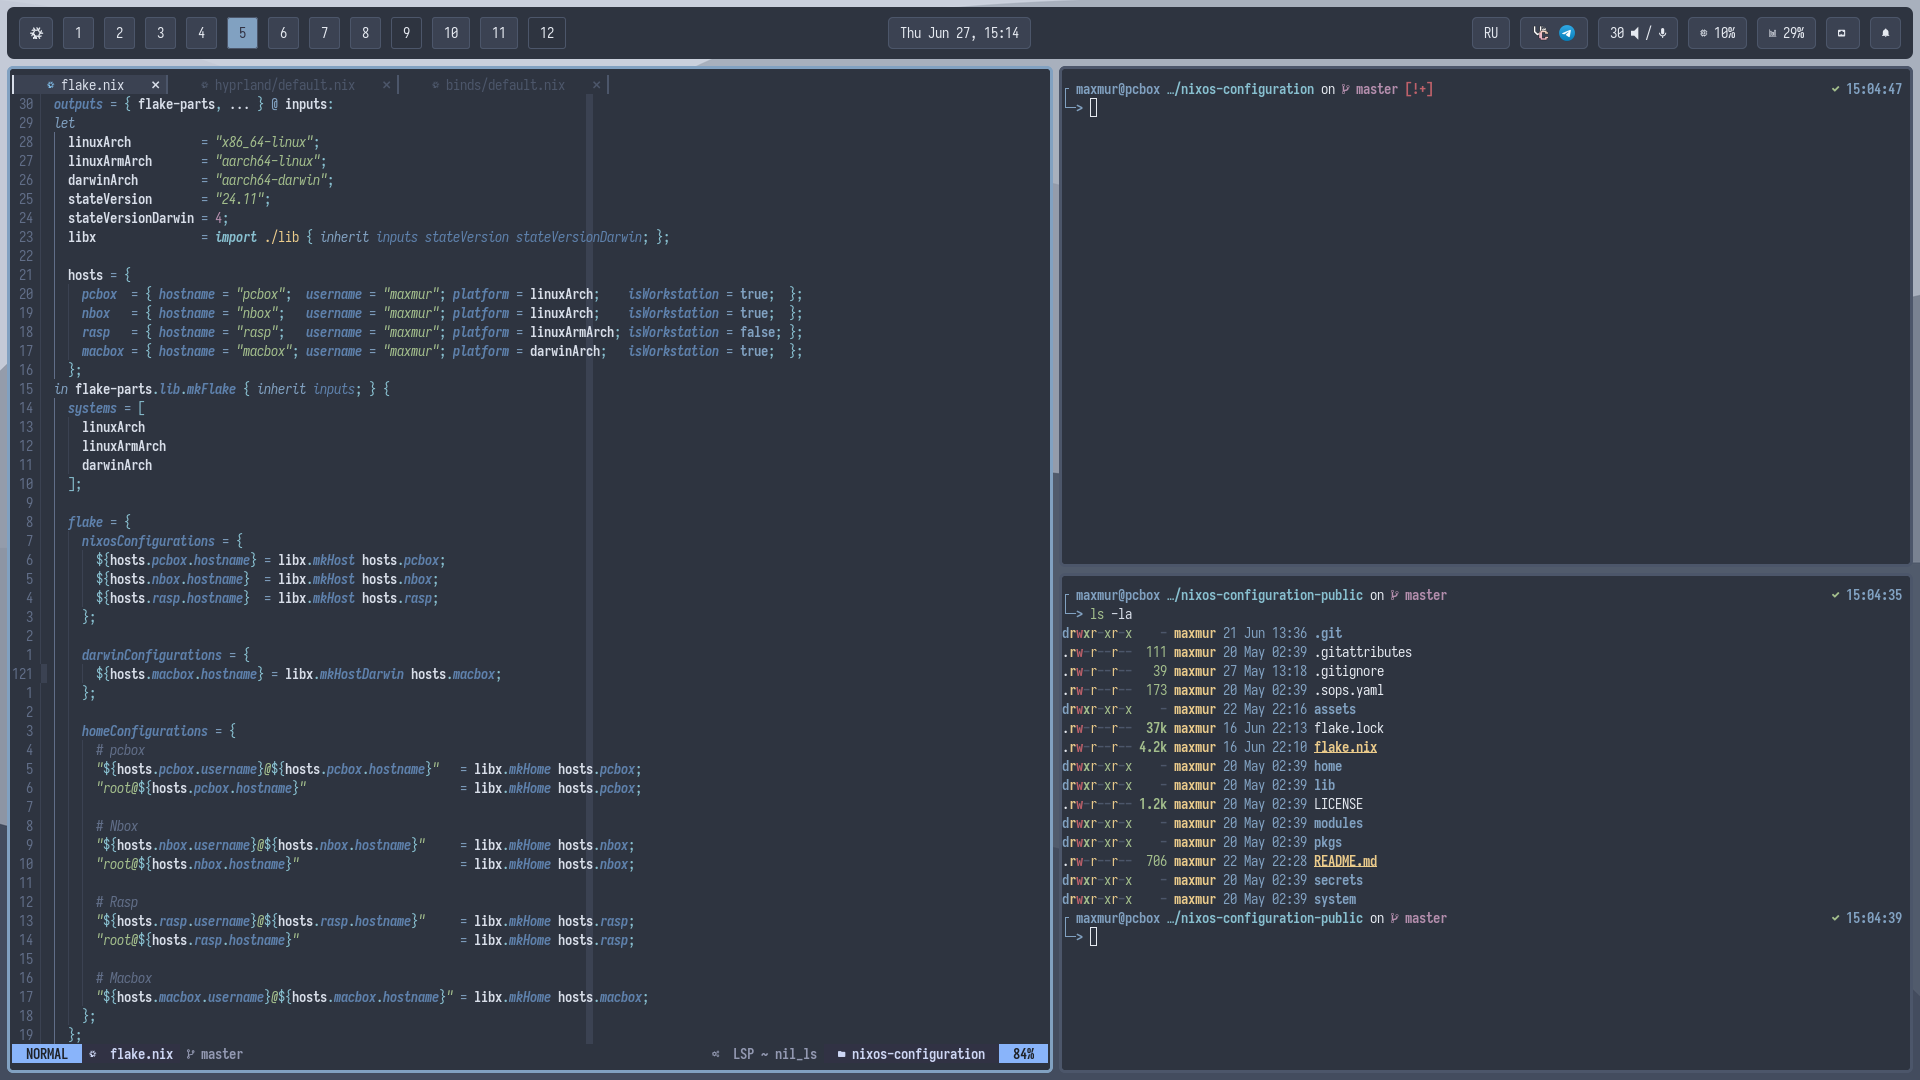 1 2 3 4 5 6 7 8 9 10 11 12 Thu Jun 27, 15:14 RU 30 / 10% 29%
flake.nix × hyprland/default.nix × binds/default.nix ×
30 outputs = { flake-parts, ... } @ inputs:
29 let
28 linuxArch = "x86_64-linux";
27 linuxArmArch = "aarch64-linux";
26 darwinArch = "aarch64-darwin";
25 stateVersion = "24.11";
24 stateVersionDarwin = 4;
23 libx = import ./lib { inherit inputs stateVersion stateVersionDarwin; };
22
21 hosts = {
20 pcbox = { hostname = "pcbox"; username = "maxmur"; platform = linuxArch; isWorkstation = true; };
19 nbox = { hostname = "nbox"; username = "maxmur"; platform = linuxArch; isWorkstation = true; };
18 rasp = { hostname = "rasp"; username = "maxmur"; platform = linuxArmArch; isWorkstation = false; };
17 macbox = { hostname = "macbox"; username = "maxmur"; platform = darwinArch; isWorkstation = true; };
16 };
15 in flake-parts.lib.mkFlake { inherit inputs; } {
14 systems = [
13 linuxArch
12 linuxArmArch
11 darwinArch
10 ];
9
8 flake = {
7 nixosConfigurations = {
6 ${hosts.pcbox.hostname} = libx.mkHost hosts.pcbox;
5 ${hosts.nbox.hostname} = libx.mkHost hosts.nbox;
4 ${hosts.rasp.hostname} = libx.mkHost hosts.rasp;
3 };
2
1 darwinConfigurations = {
121 ${hosts.macbox.hostname} = libx.mkHostDarwin hosts.macbox;
1 };
2
3 homeConfigurations = {
4 # pcbox
5 "${hosts.pcbox.username}@${hosts.pcbox.hostname}" = libx.mkHome hosts.pcbox;
6 "root@${hosts.pcbox.hostname}" = libx.mkHome hosts.pcbox;
7
8 # Nbox
9 "${hosts.nbox.username}@${hosts.nbox.hostname}" = libx.mkHome hosts.nbox;
10 "root@${hosts.nbox.hostname}" = libx.mkHome hosts.nbox;
11
12 # Rasp
13 "${hosts.rasp.username}@${hosts.rasp.hostname}" = libx.mkHome hosts.rasp;
14 "root@${hosts.rasp.hostname}" = libx.mkHome hosts.rasp;
15
16 # Macbox
17 "${hosts.macbox.username}@${hosts.macbox.hostname}" = libx.mkHome hosts.macbox;
18 };
19 };
NORMAL flake.nix master LSP ~ nil_ls nixos-configuration 84%
maxmur@pcbox …/nixos-configuration on master [!+] ✓ 15:04:47
└─>
maxmur@pcbox …/nixos-configuration-public on master ✓ 15:04:35
└─> ls -la
drwxr-xr-x - maxmur 21 Jun 13:36 .git
.rw-r--r-- 111 maxmur 20 May 02:39 .gitattributes
.rw-r--r-- 39 maxmur 27 May 13:18 .gitignore
.rw-r--r-- 173 maxmur 20 May 02:39 .sops.yaml
drwxr-xr-x - maxmur 22 May 22:16 assets
.rw-r--r-- 37k maxmur 16 Jun 22:13 flake.lock
.rw-r--r-- 4.2k maxmur 16 Jun 22:10 flake.nix
drwxr-xr-x - maxmur 20 May 02:39 home
drwxr-xr-x - maxmur 20 May 02:39 lib
.rw-r--r-- 1.2k maxmur 20 May 02:39 LICENSE
drwxr-xr-x - maxmur 20 May 02:39 modules
drwxr-xr-x - maxmur 20 May 02:39 pkgs
.rw-r--r-- 706 maxmur 22 May 22:28 README.md
drwxr-xr-x - maxmur 20 May 02:39 secrets
drwxr-xr-x - maxmur 20 May 02:39 system
maxmur@pcbox …/nixos-configuration-public on master ✓ 15:04:39
└─>